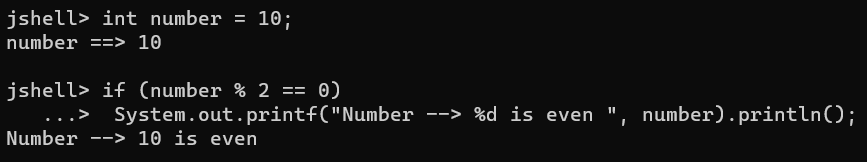 jshell> int number = 10;
number ==> 10
jshell> if (number % 2 == 0)
   ...>  System.out.printf("Number --> %d is even ", number).println();
Number --> 10 is even